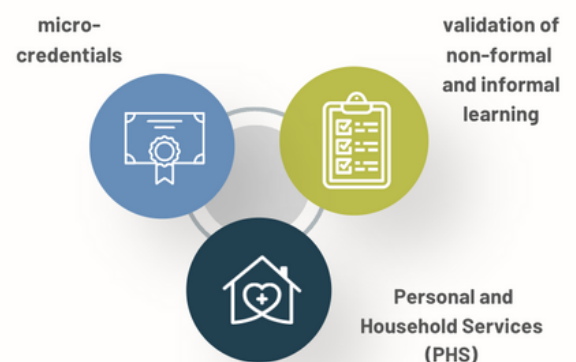 micro-
credentials
validation of
non-formal
and informal
learning
Personal and
Household Services
(PHS)